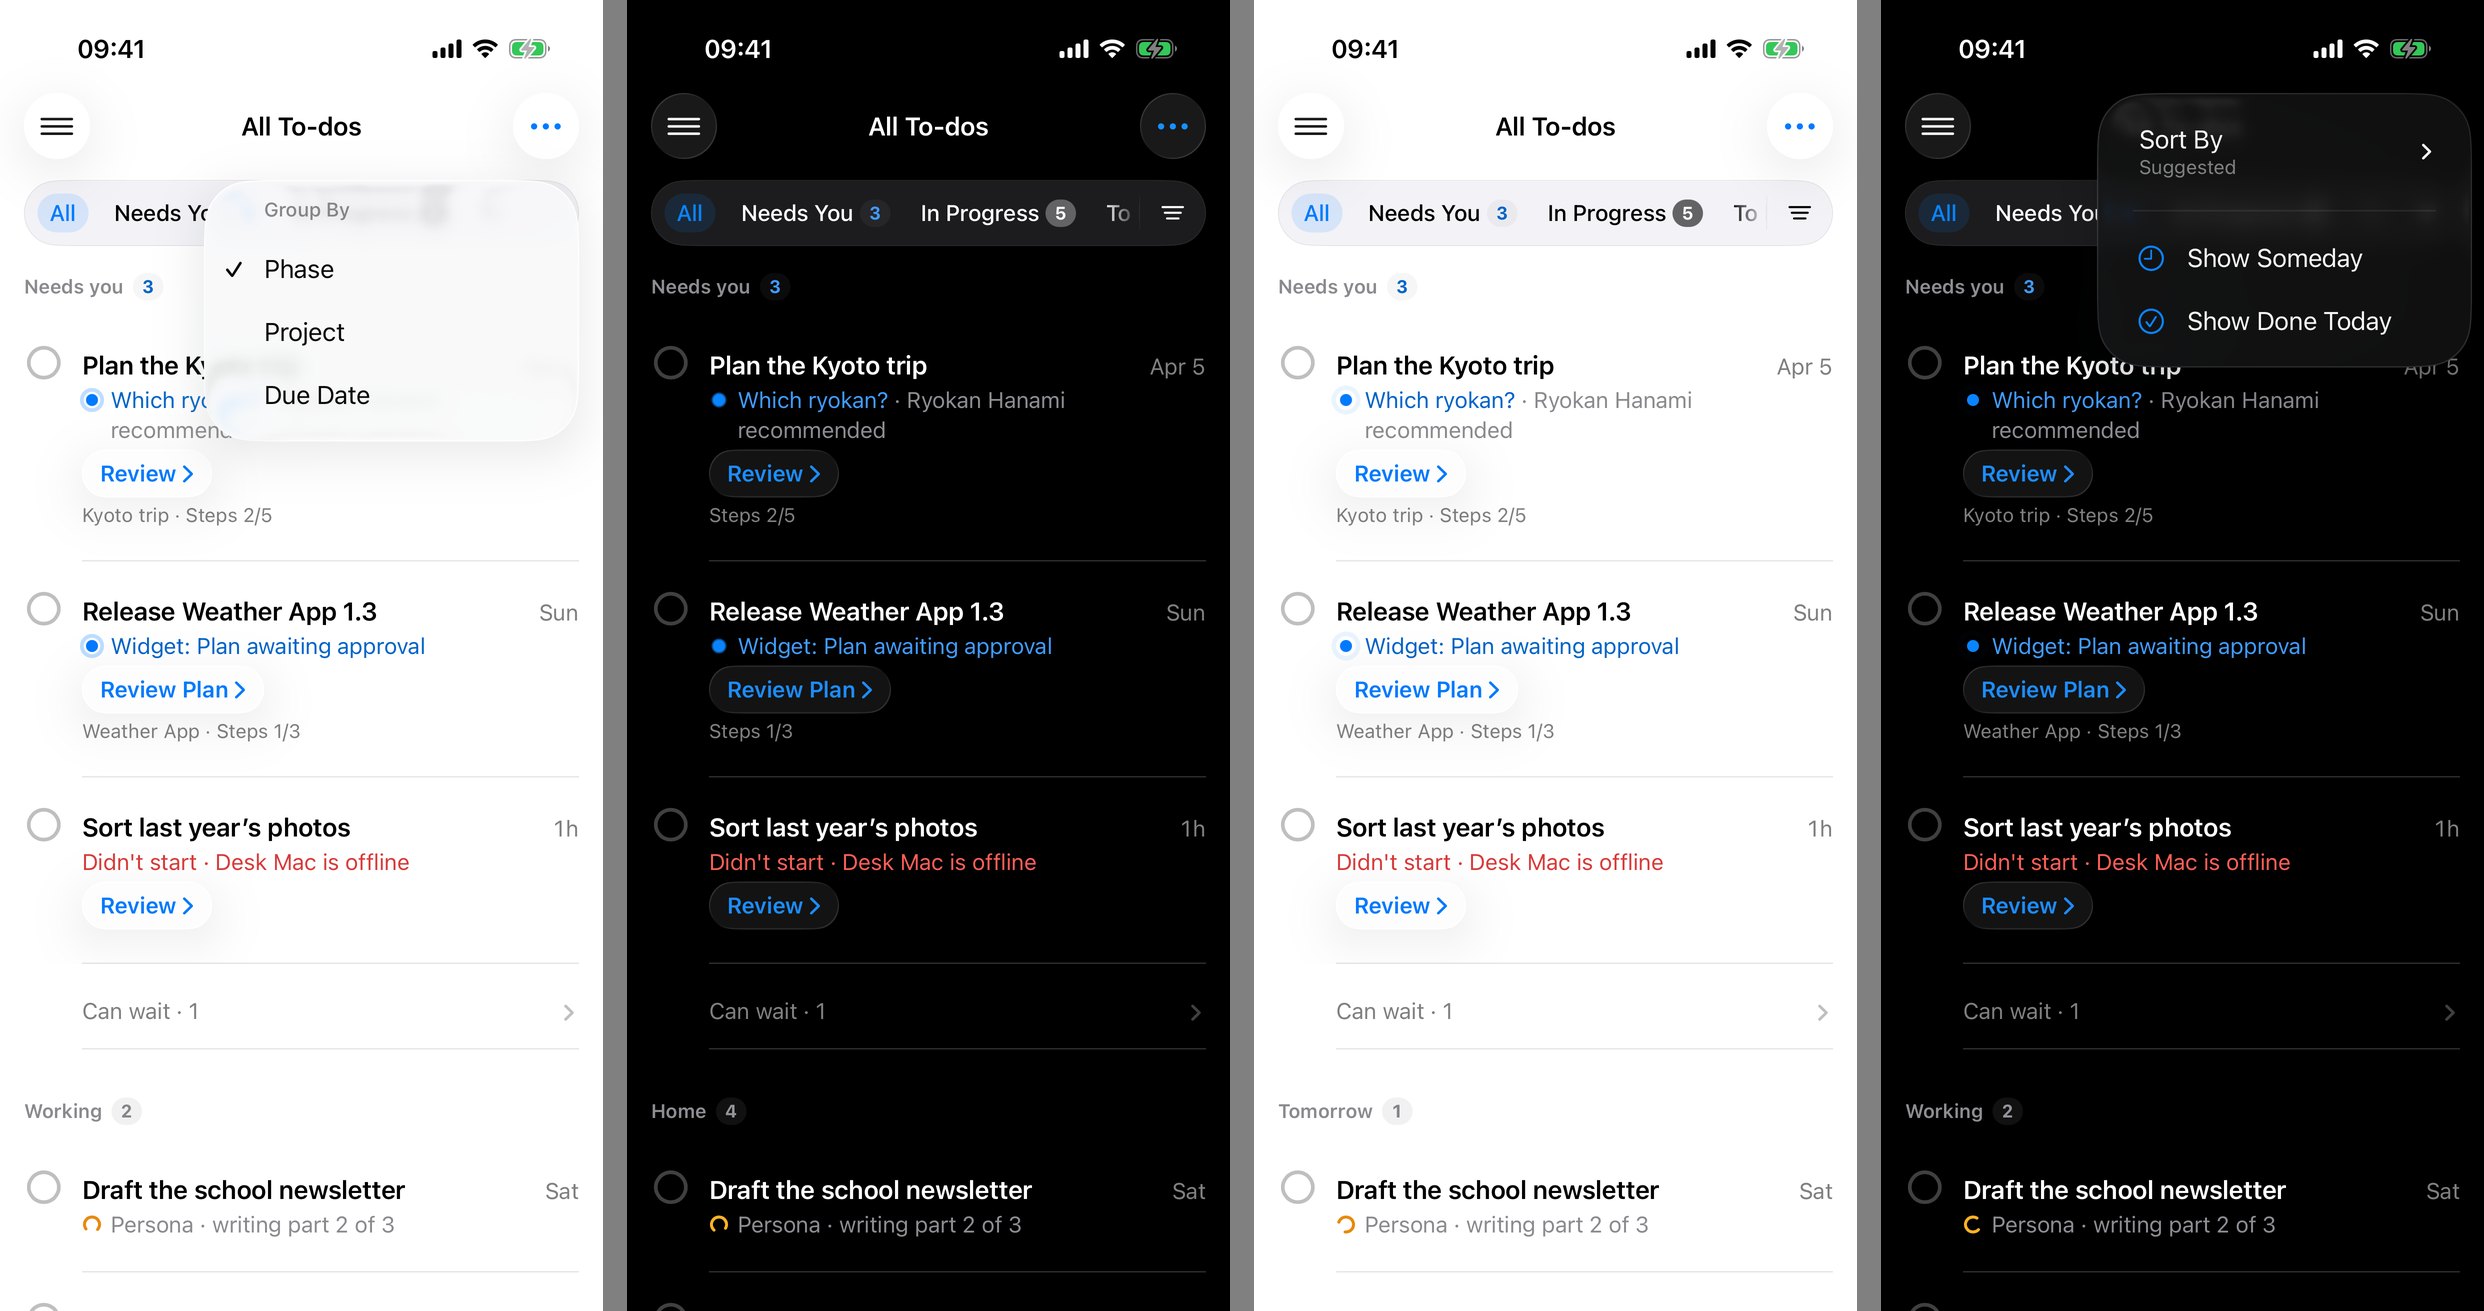 09:41
All To-dos
All
Needs Yo
Group By
Phase
Project
Due Date
Needs you 3
Plan the Ky
Which ryo
recommend
Review
Kyoto trip · Steps 2/5
Release Weather App 1.3
Sun
Widget: Plan awaiting approval
Review Plan
Weather App · Steps 1/3
Sort last year’s photos
1h
Didn't start · Desk Mac is offline
Review
Can wait · 1
Working 2
Draft the school newsletter
Sat
Persona · writing part 2 of 3
09:41
All To-dos
All
Needs You 3
In Progress 5
To
Needs you 3
Plan the Kyoto trip
Apr 5
Which ryokan? · Ryokan Hanami
recommended
Review
Steps 2/5
Release Weather App 1.3
Sun
Widget: Plan awaiting approval
Review Plan
Steps 1/3
Sort last year’s photos
1h
Didn't start · Desk Mac is offline
Review
Can wait · 1
Home 4
Draft the school newsletter
Sat
Persona · writing part 2 of 3
09:41
All To-dos
All
Needs You 3
In Progress 5
To
Needs you 3
Plan the Kyoto trip
Apr 5
Which ryokan? · Ryokan Hanami
recommended
Review
Kyoto trip · Steps 2/5
Release Weather App 1.3
Sun
Widget: Plan awaiting approval
Review Plan
Weather App · Steps 1/3
Sort last year’s photos
1h
Didn't start · Desk Mac is offline
Review
Can wait · 1
Tomorrow 1
Draft the school newsletter
Sat
Persona · writing part 2 of 3
09:41
Sort By
Suggested
Show Someday
Show Done Today
All
Needs You
Needs you 3
Plan the Kyoto trip
Apr 5
Which ryokan? · Ryokan Hanami
recommended
Review
Kyoto trip · Steps 2/5
Release Weather App 1.3
Sun
Widget: Plan awaiting approval
Review Plan
Weather App · Steps 1/3
Sort last year’s photos
1h
Didn't start · Desk Mac is offline
Review
Can wait · 1
Working 2
Draft the school newsletter
Sat
Persona · writing part 2 of 3